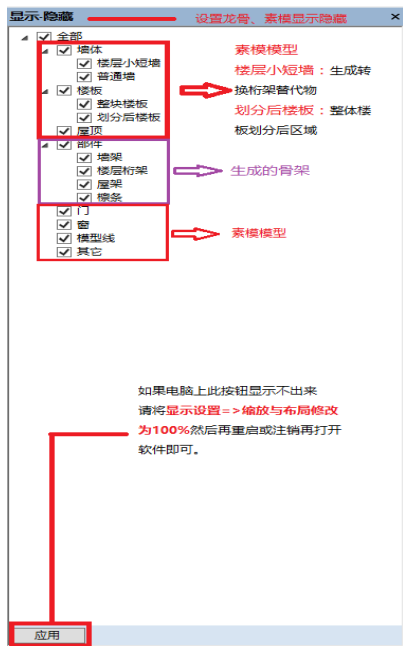 显示-隐藏
设置龙骨、素模显示隐藏
×
全部
墙体
楼层小短墙
普通墙
楼板
整块楼板
划分后楼板
屋顶
部件
墙架
楼层桁架
屋架
檩条
门
窗
模型线
其它
素模模型
楼层小短墙：生成转
换桁架替代物
划分后楼板：整体楼
板划分后区域
生成的骨架
素模模型
如果电脑上此按钮显示不出来
请将显示设置=>缩放与布局修改
为100%然后再重启或注销再打开
软件即可。
应用